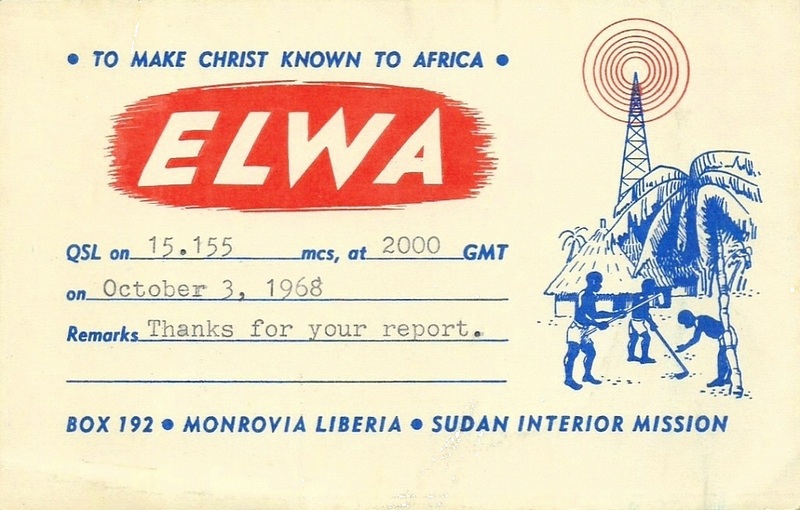 • TO MAKE CHRIST KNOWN TO AFRICA •
ELWA
QSL on 15.155 mcs, at 2000 GMT
on October 3, 1968
Remarks Thanks for your report.
BOX 192 • MONROVIA LIBERIA • SUDAN INTERIOR MISSION